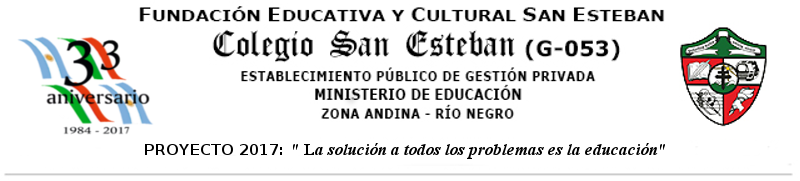 FUNDACIÓN EDUCATIVA Y CULTURAL SAN ESTEBAN
Colegio San Esteban (G-053)
ESTABLECIMIENTO PÚBLICO DE GESTIÓN PRIVADA
MINISTERIO DE EDUCACIÓN
ZONA ANDINA - RÍO NEGRO
33
aniversario
1984 - 2017
PROYECTO 2017: " La solución a todos los problemas es la educación"